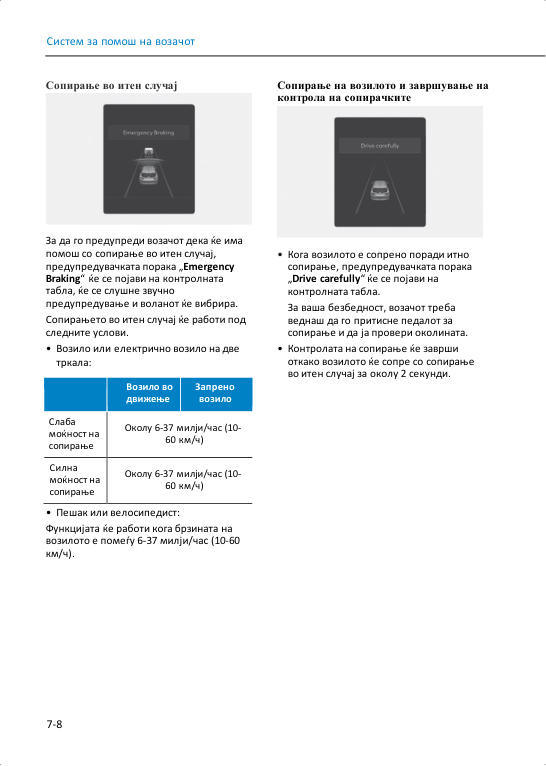 Систем за помош на возачот
Сопирање во итен случај
Emergency Braking
За да го предупреди возачот дека ќе има
помош со сопирање во итен случај,
предупредувачката порака „Emergency
Braking“ ќе се појави на контролната
табла, ќе се слушне звучно
предупредување и воланот ќе вибрира.
Сопирањето во итен случај ќе работи под
следните услови.
• Возило или електрично возило на две
тркала:
Возило во движење
Запрено возило
Слаба
моќност на
сопирање
Околу 6-37 милји/час (10-
60 км/ч)
Силна
моќност на
сопирање
Околу 6-37 милји/час (10-
60 км/ч)
• Пешак или велосипедист:
Функцијата ќе работи кога брзината на
возилото е помеѓу 6-37 милји/час (10-60
км/ч).
Сопирање на возилото и завршување на
контрола на сопирачките
Drive carefully
• Кога возилото е сопрено поради итно
сопирање, предупредувачката порака
„Drive carefully“ ќе се појави на
контролната табла.
За ваша безбедност, возачот треба
веднаш да го притисне педалот за
сопирање и да ја провери околината.
• Контролата на сопирање ќе заврши
откако возилото ќе сопре со сопирање
во итен случај за околу 2 секунди.
7-8